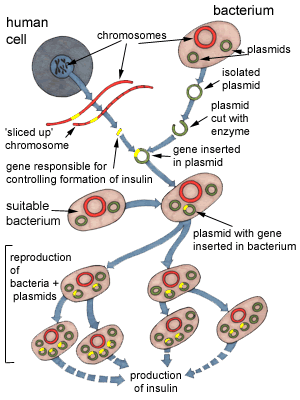 human
cell
chromosomes
bacterium
plasmids
isolated
plasmid
plasmid
cut with
enzyme
'sliced up'
chromosome
gene inserted
in plasmid
gene responsible for
controlling formation of insulin
suitable
bacterium
plasmid with gene
inserted in bacterium
reproduction
of
bacteria +
plasmids
production
of insulin